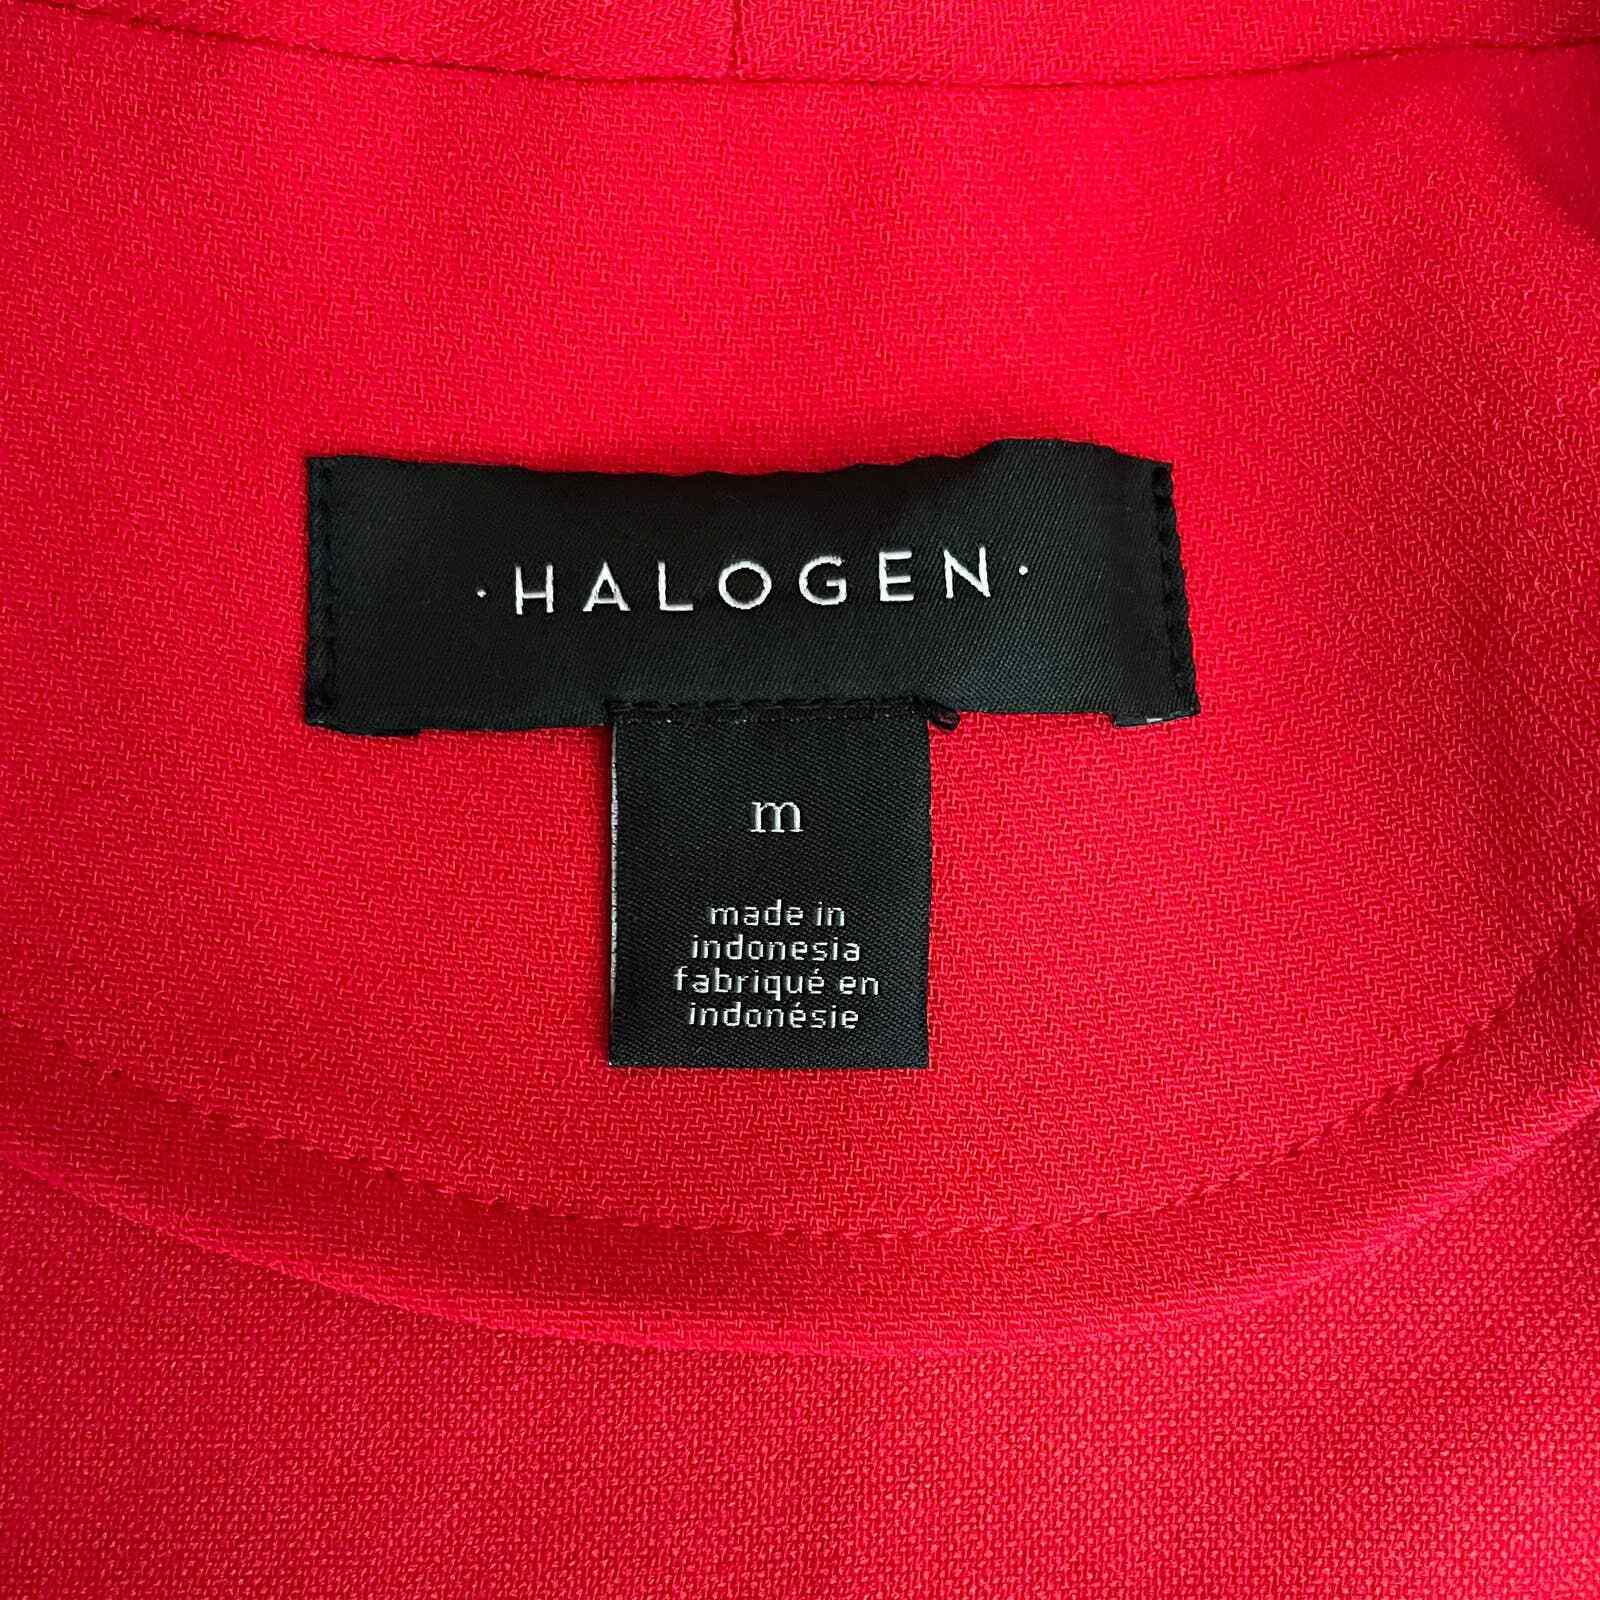 ·HALOGEN·
m
made in
indonesia
fabriqué en
indonésie